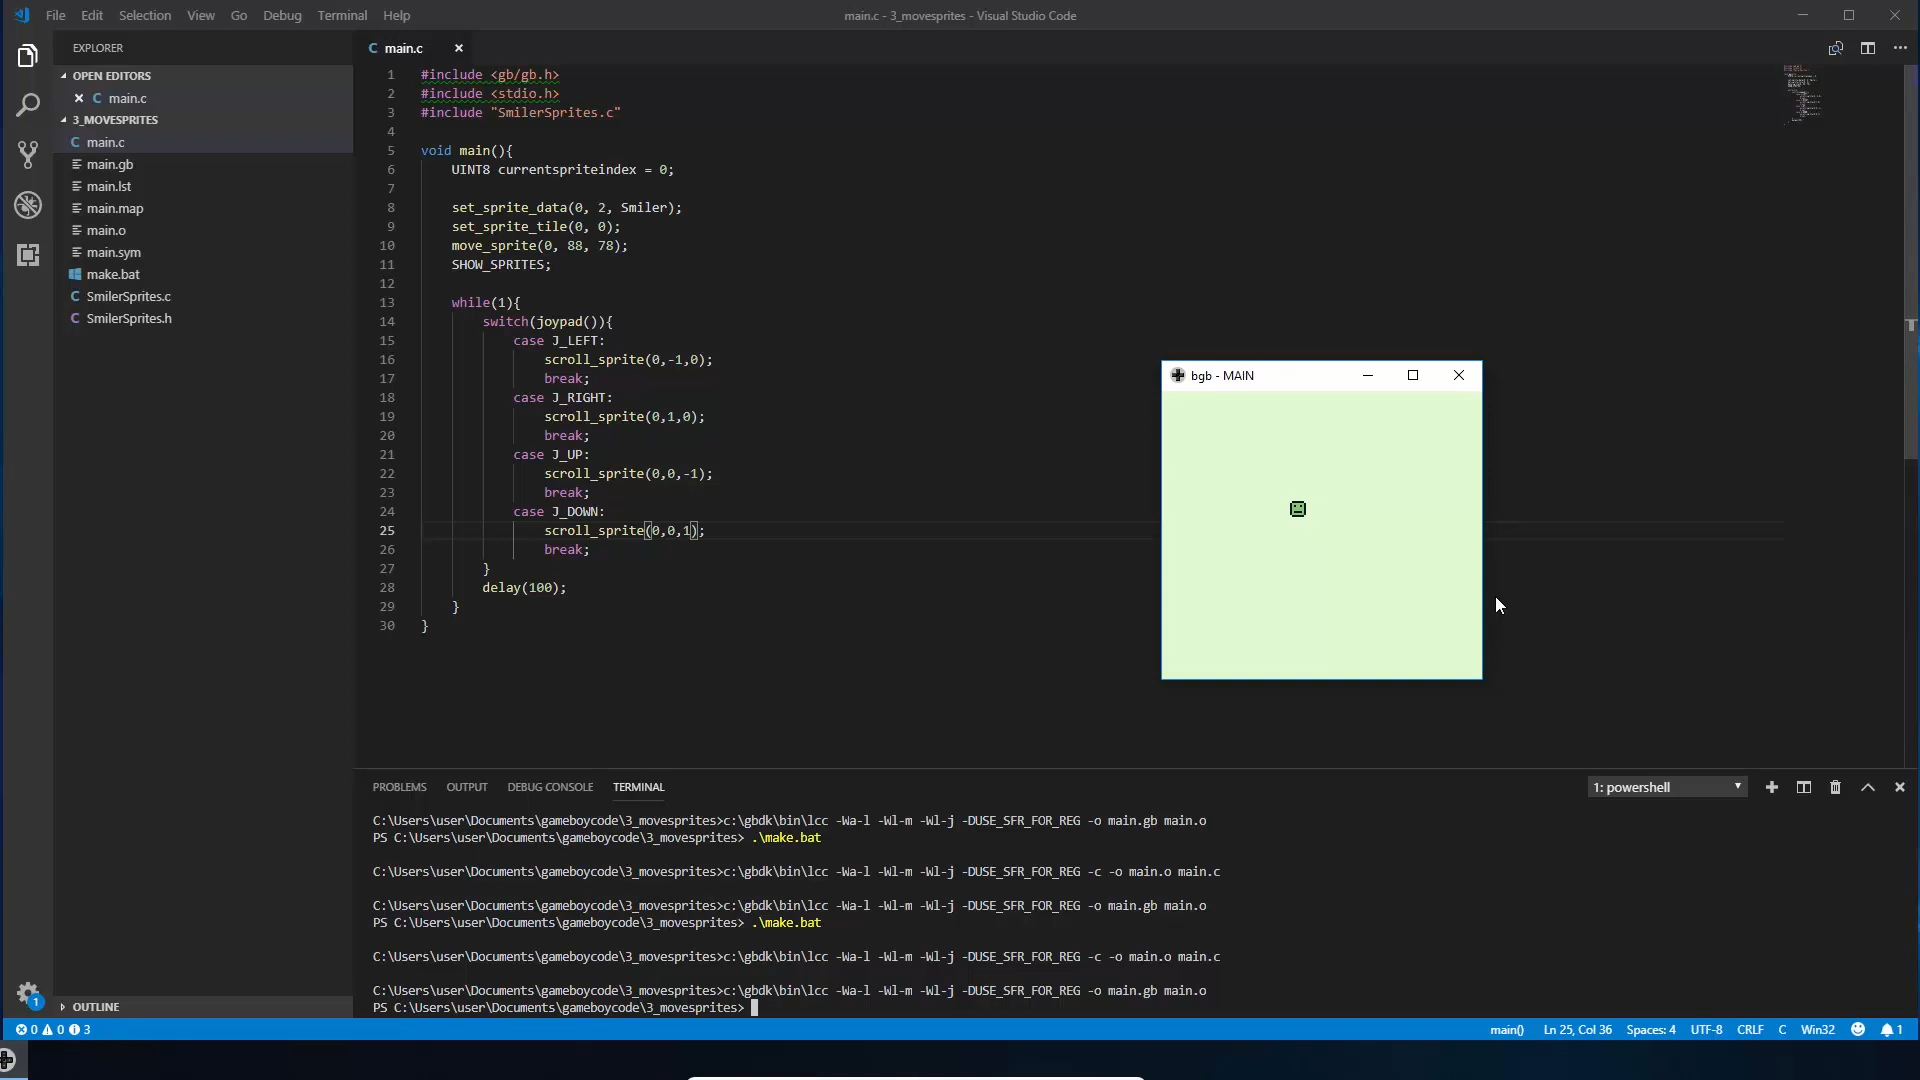 File Edit Selection View Go Debug Terminal Help
main.c - 3_movesprites - Visual Studio Code
EXPLORER
OPEN EDITORS
main.c
3_MOVESPRITES
main.c
main.gb
main.lst
main.map
main.o
main.sym
make.bat
SmilerSprites.c
SmilerSprites.h
OUTLINE
main.c
1 #include <gb/gb.h>
2 #include <stdio.h>
3 #include "SmilerSprites.c"
4
5 void main(){
6 UINT8 currentspriteindex = 0;
7
8 set_sprite_data(0, 2, Smiler);
9 set_sprite_tile(0, 0);
10 move_sprite(0, 88, 78);
11 SHOW_SPRITES;
12
13 while(1){
14 switch(joypad()){
15 case J_LEFT:
16 scroll_sprite(0,-1,0);
17 break;
18 case J_RIGHT:
19 scroll_sprite(0,1,0);
20 break;
21 case J_UP:
22 scroll_sprite(0,0,-1);
23 break;
24 case J_DOWN:
25 scroll_sprite(0,0,1);
26 break;
27 }
28 delay(100);
29 }
30 }
bgb - MAIN
PROBLEMS OUTPUT DEBUG CONSOLE TERMINAL
1: powershell
C:\Users\user\Documents\gameboycode\3_movesprites>c:\gbdk\bin\lcc -Wa-l -Wl-m -Wl-j -DUSE_SFR_FOR_REG -o main.gb main.o
PS C:\Users\user\Documents\gameboycode\3_movesprites> .\make.bat
C:\Users\user\Documents\gameboycode\3_movesprites>c:\gbdk\bin\lcc -Wa-l -Wl-m -Wl-j -DUSE_SFR_FOR_REG -c -o main.o main.c
C:\Users\user\Documents\gameboycode\3_movesprites>c:\gbdk\bin\lcc -Wa-l -Wl-m -Wl-j -DUSE_SFR_FOR_REG -o main.gb main.o
PS C:\Users\user\Documents\gameboycode\3_movesprites> .\make.bat
C:\Users\user\Documents\gameboycode\3_movesprites>c:\gbdk\bin\lcc -Wa-l -Wl-m -Wl-j -DUSE_SFR_FOR_REG -c -o main.o main.c
C:\Users\user\Documents\gameboycode\3_movesprites>c:\gbdk\bin\lcc -Wa-l -Wl-m -Wl-j -DUSE_SFR_FOR_REG -o main.gb main.o
PS C:\Users\user\Documents\gameboycode\3_movesprites>
0 0 3
main() Ln 25, Col 36 Spaces: 4 UTF-8 CRLF C Win32 1